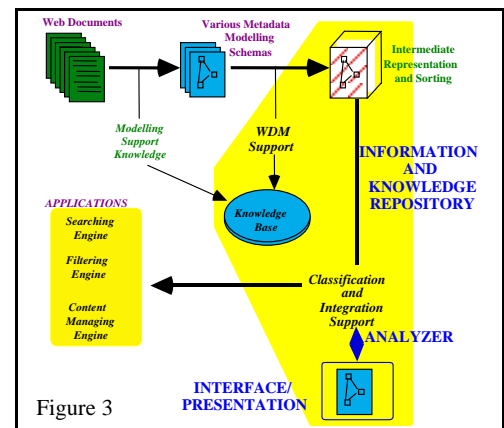 Web Documents
Various Metadata
Modelling
Schemas
Intermediate
Representation
and Sorting
Modelling
Support
Knowledge
WDM
Support
INFORMATION
AND
KNOWLEDGE
REPOSITORY
APPLICATIONS
Searching
Engine
Filtering
Engine
Content
Managing
Engine
Knowledge
Base
Classification
and
Integration
Support
ANALYZER
INTERFACE/
PRESENTATION
Figure 3